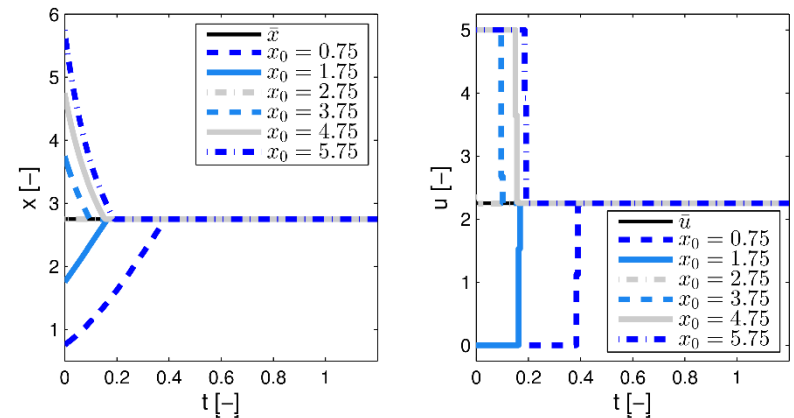 6
5
4
3
2
1
x [−]
0
0.2
0.4
0.6
0.8
1
t [−]
x̄
x₀ = 0.75
x₀ = 1.75
x₀ = 2.75
x₀ = 3.75
x₀ = 4.75
x₀ = 5.75
5
4
3
2
1
0
u [−]
0
0.2
0.4
0.6
0.8
1
t [−]
ū
x₀ = 0.75
x₀ = 1.75
x₀ = 2.75
x₀ = 3.75
x₀ = 4.75
x₀ = 5.75